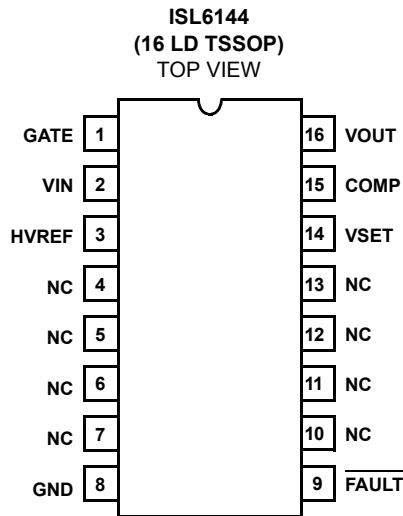 ISL6144
(16 LD TSSOP)
TOP VIEW
GATE 1 16 VOUT
VIN 2 15 COMP
HVREF 3 14 VSET
NC 4 13 NC
NC 5 12 NC
NC 6 11 NC
NC 7 10 NC
GND 8 9 FAULT